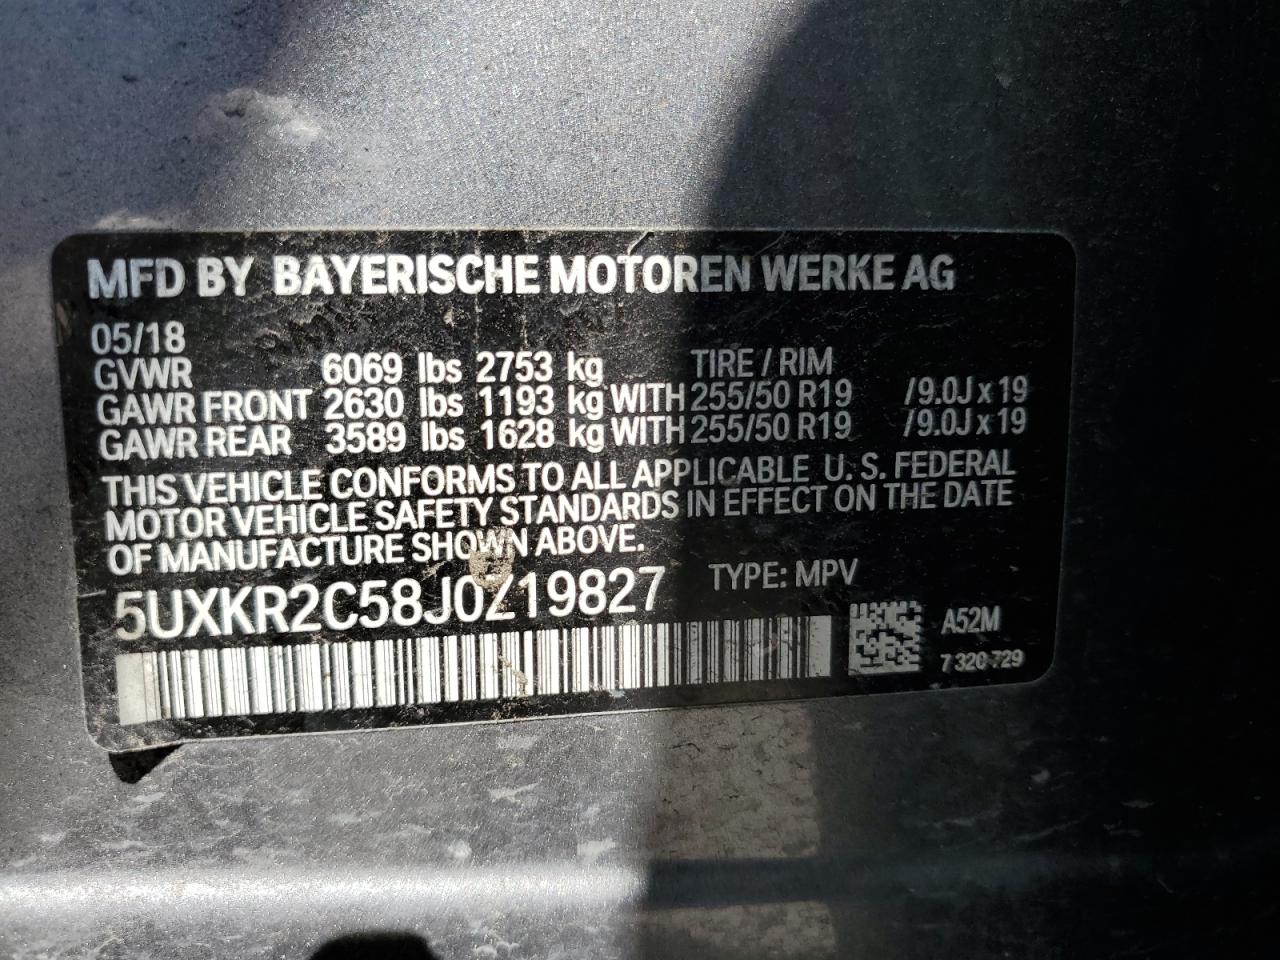 MFD BY BAYERISCHE MOTOREN WERKE AG
05/18
GVWR 6069 lbs 2753 kg TIRE / RIM
GAWR FRONT 2630 lbs 1193 kg WITH 255/50 R19 /9.0J x 19
GAWR REAR 3589 lbs 1628 kg WITH 255/50 R19 /9.0J x 19
THIS VEHICLE CONFORMS TO ALL APPLICABLE U. S. FEDERAL
MOTOR VEHICLE SAFETY STANDARDS IN EFFECT ON THE DATE
OF MANUFACTURE SHOWN ABOVE.
5UXKR2C58J0Z19827 TYPE: MPV
A52M
7 320 729